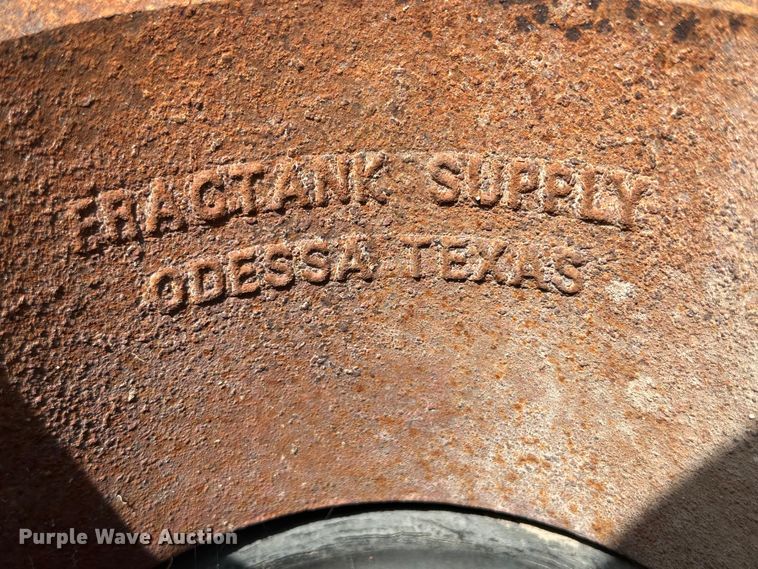 FRACTANK SUPPLY
ODESSA TEXAS
Purple Wave Auction